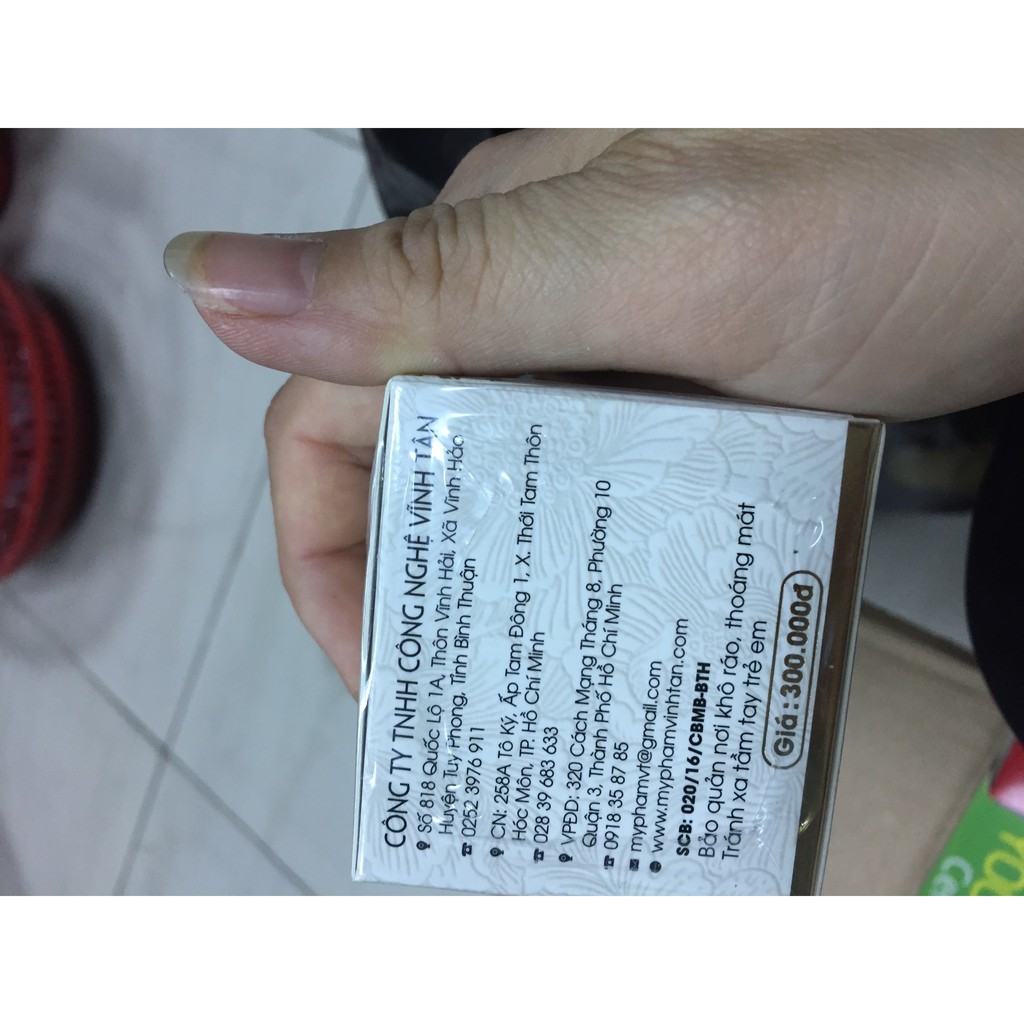 CÔNG TY TNHH CÔNG NGHỆ VĨNH TÂN
Số 818 Quốc Lộ 1A, Thôn Vĩnh Hải, Xã Vĩnh Hảo
Huyện Tuy Phong, Tỉnh Bình Thuận
0252 3976 911
CN: 258A Tô Ký, Ấp Tam Đông 1, X. Thới Tam Thôn
Hóc Môn, TP. Hồ Chí Minh
028 39 683 633
VPĐD: 320 Cách Mạng Tháng 8, Phường 10
Quận 3, Thành Phố Hồ Chí Minh
0918 35 87 85
myphamvt@gmail.com
www.myphamvinhtan.com
SCB: 020/16/CBMB-BTH
Bảo quản nơi khô ráo, thoáng mát
Tránh xa tầm tay trẻ em
Giá : 300.000đ